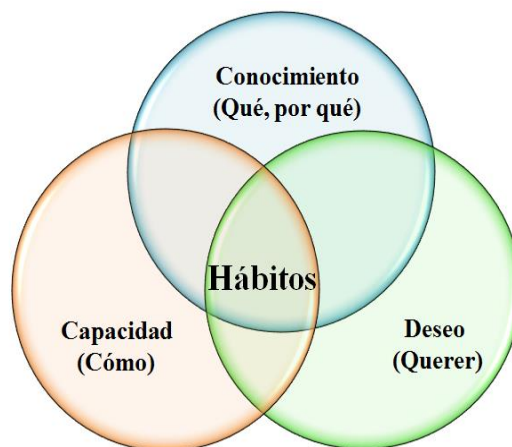 Conocimiento
(Qué, por qué)
Hábitos
Capacidad
(Cómo)
Deseo
(Querer)